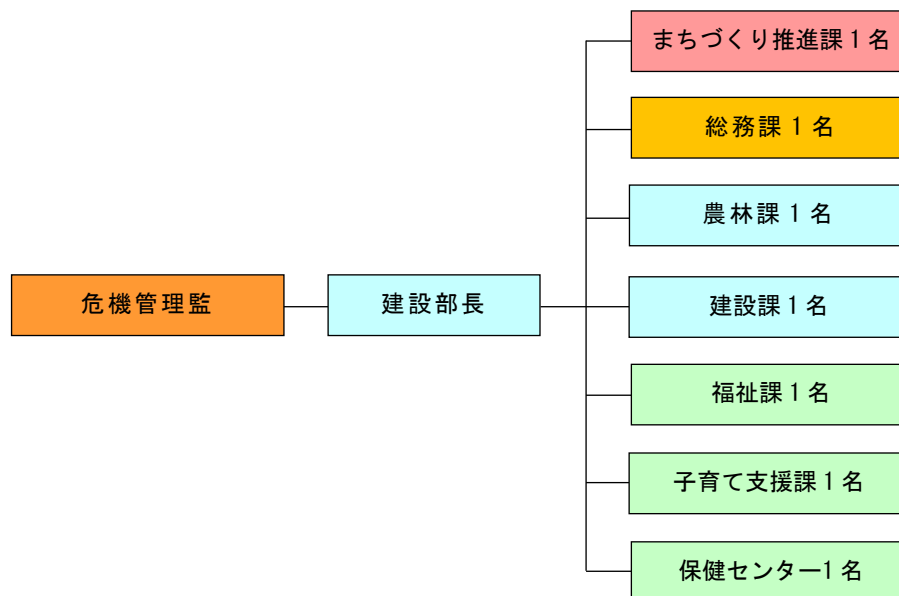 まちづくり推進課１名
総務課１名
農林課１名
危機管理監
建設部長
建設課１名
福祉課１名
子育て支援課１名
保健センター1名